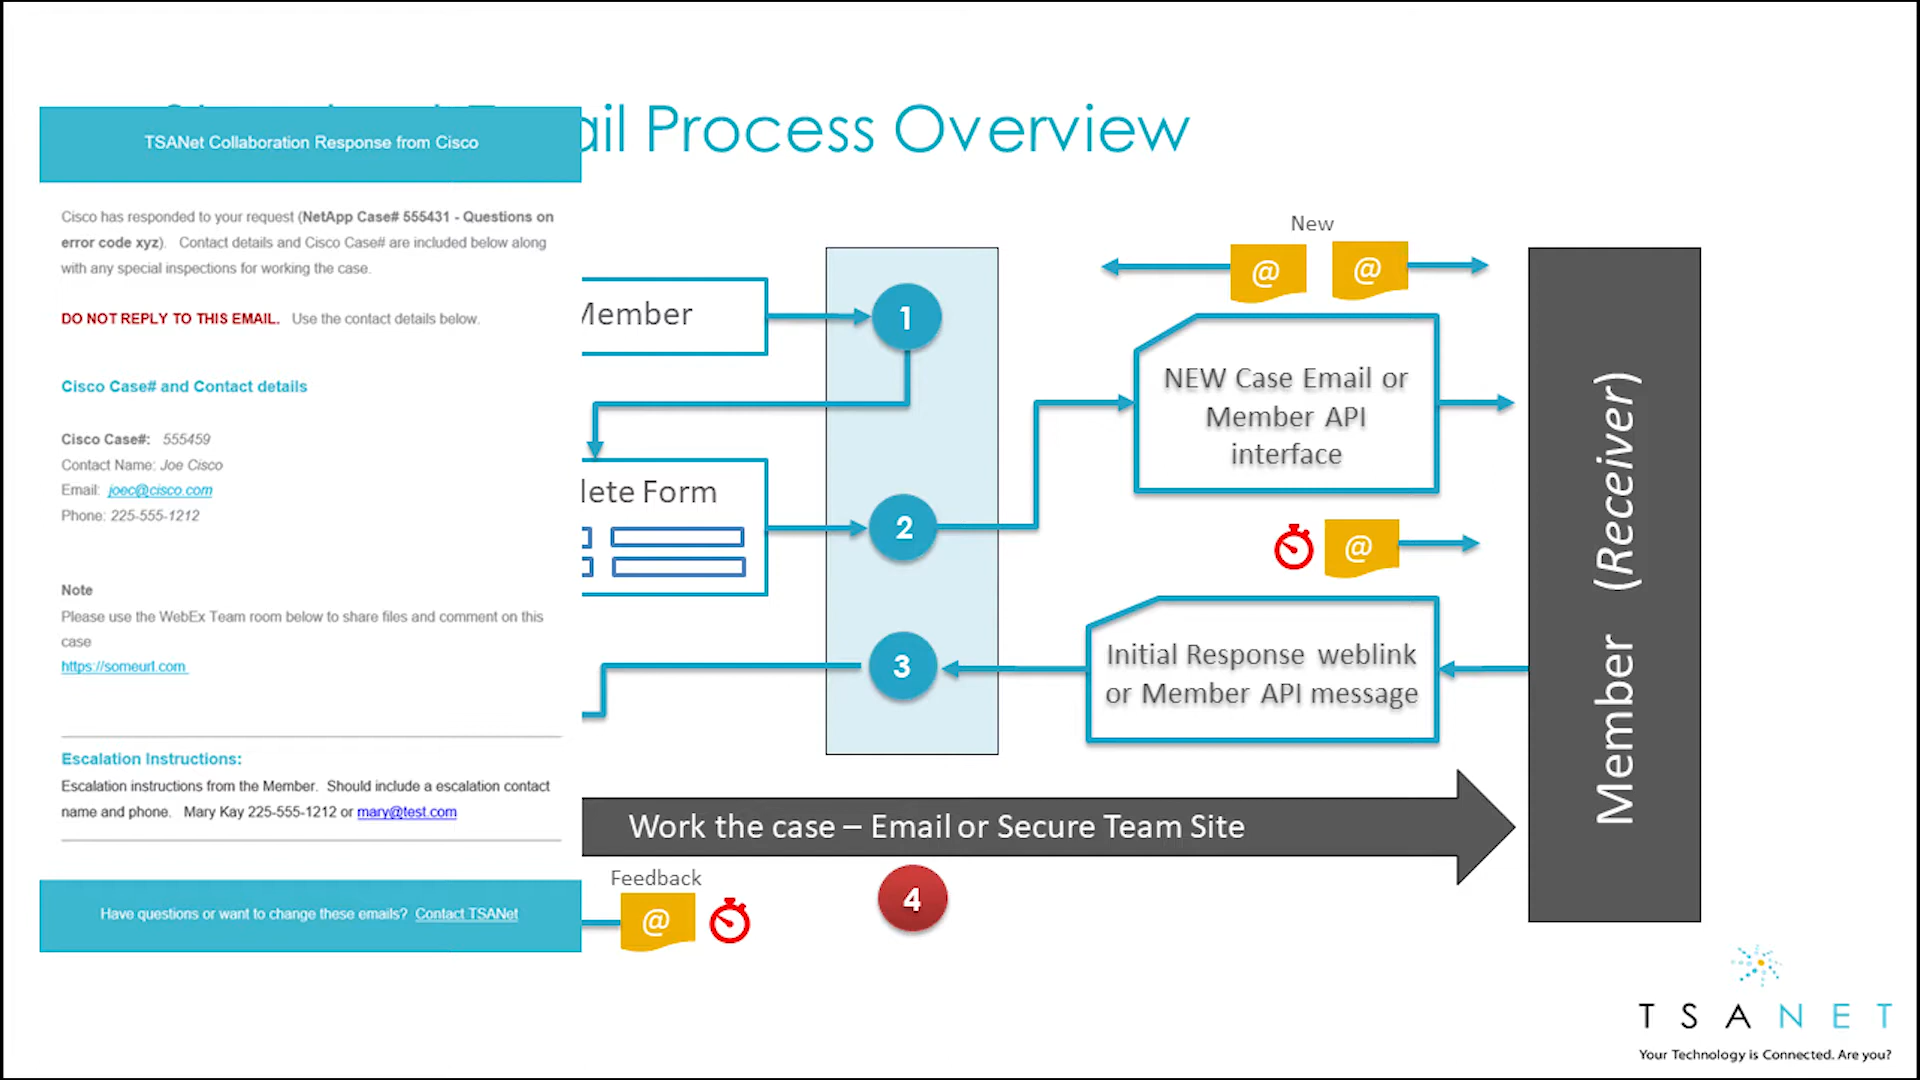 Process Overview
TSANet Collaboration Response from Cisco
Cisco has responded to your request (NetApp Case# 555431 - Questions on
error code xyz). Contact details and Cisco Case# are included below along
with any special inspections for working the case.
DO NOT REPLY TO THIS EMAIL. Use the contact details below.
Cisco Case# and Contact details
Cisco Case#: 555459
Contact Name: Joe Cisco
Email: joec@cisco.com
Phone: 225-555-1212
Note
Please use the WebEx Team room below to share files and comment on this
case
https://someurl.com
Escalation Instructions:
Escalation instructions from the Member. Should include a escalation contact
name and phone. Mary Kay 225-555-1212 or mary@test.com
Have questions or want to change these emails? Contact TSANet
Member
1
lete Form
2
3
New
@ @
NEW Case Email or
Member API
interface
@
Initial Response weblink
or Member API message
Member (Receiver)
Work the case – Email or Secure Team Site
Feedback
@
4
TSANET
Your Technology is Connected. Are you?